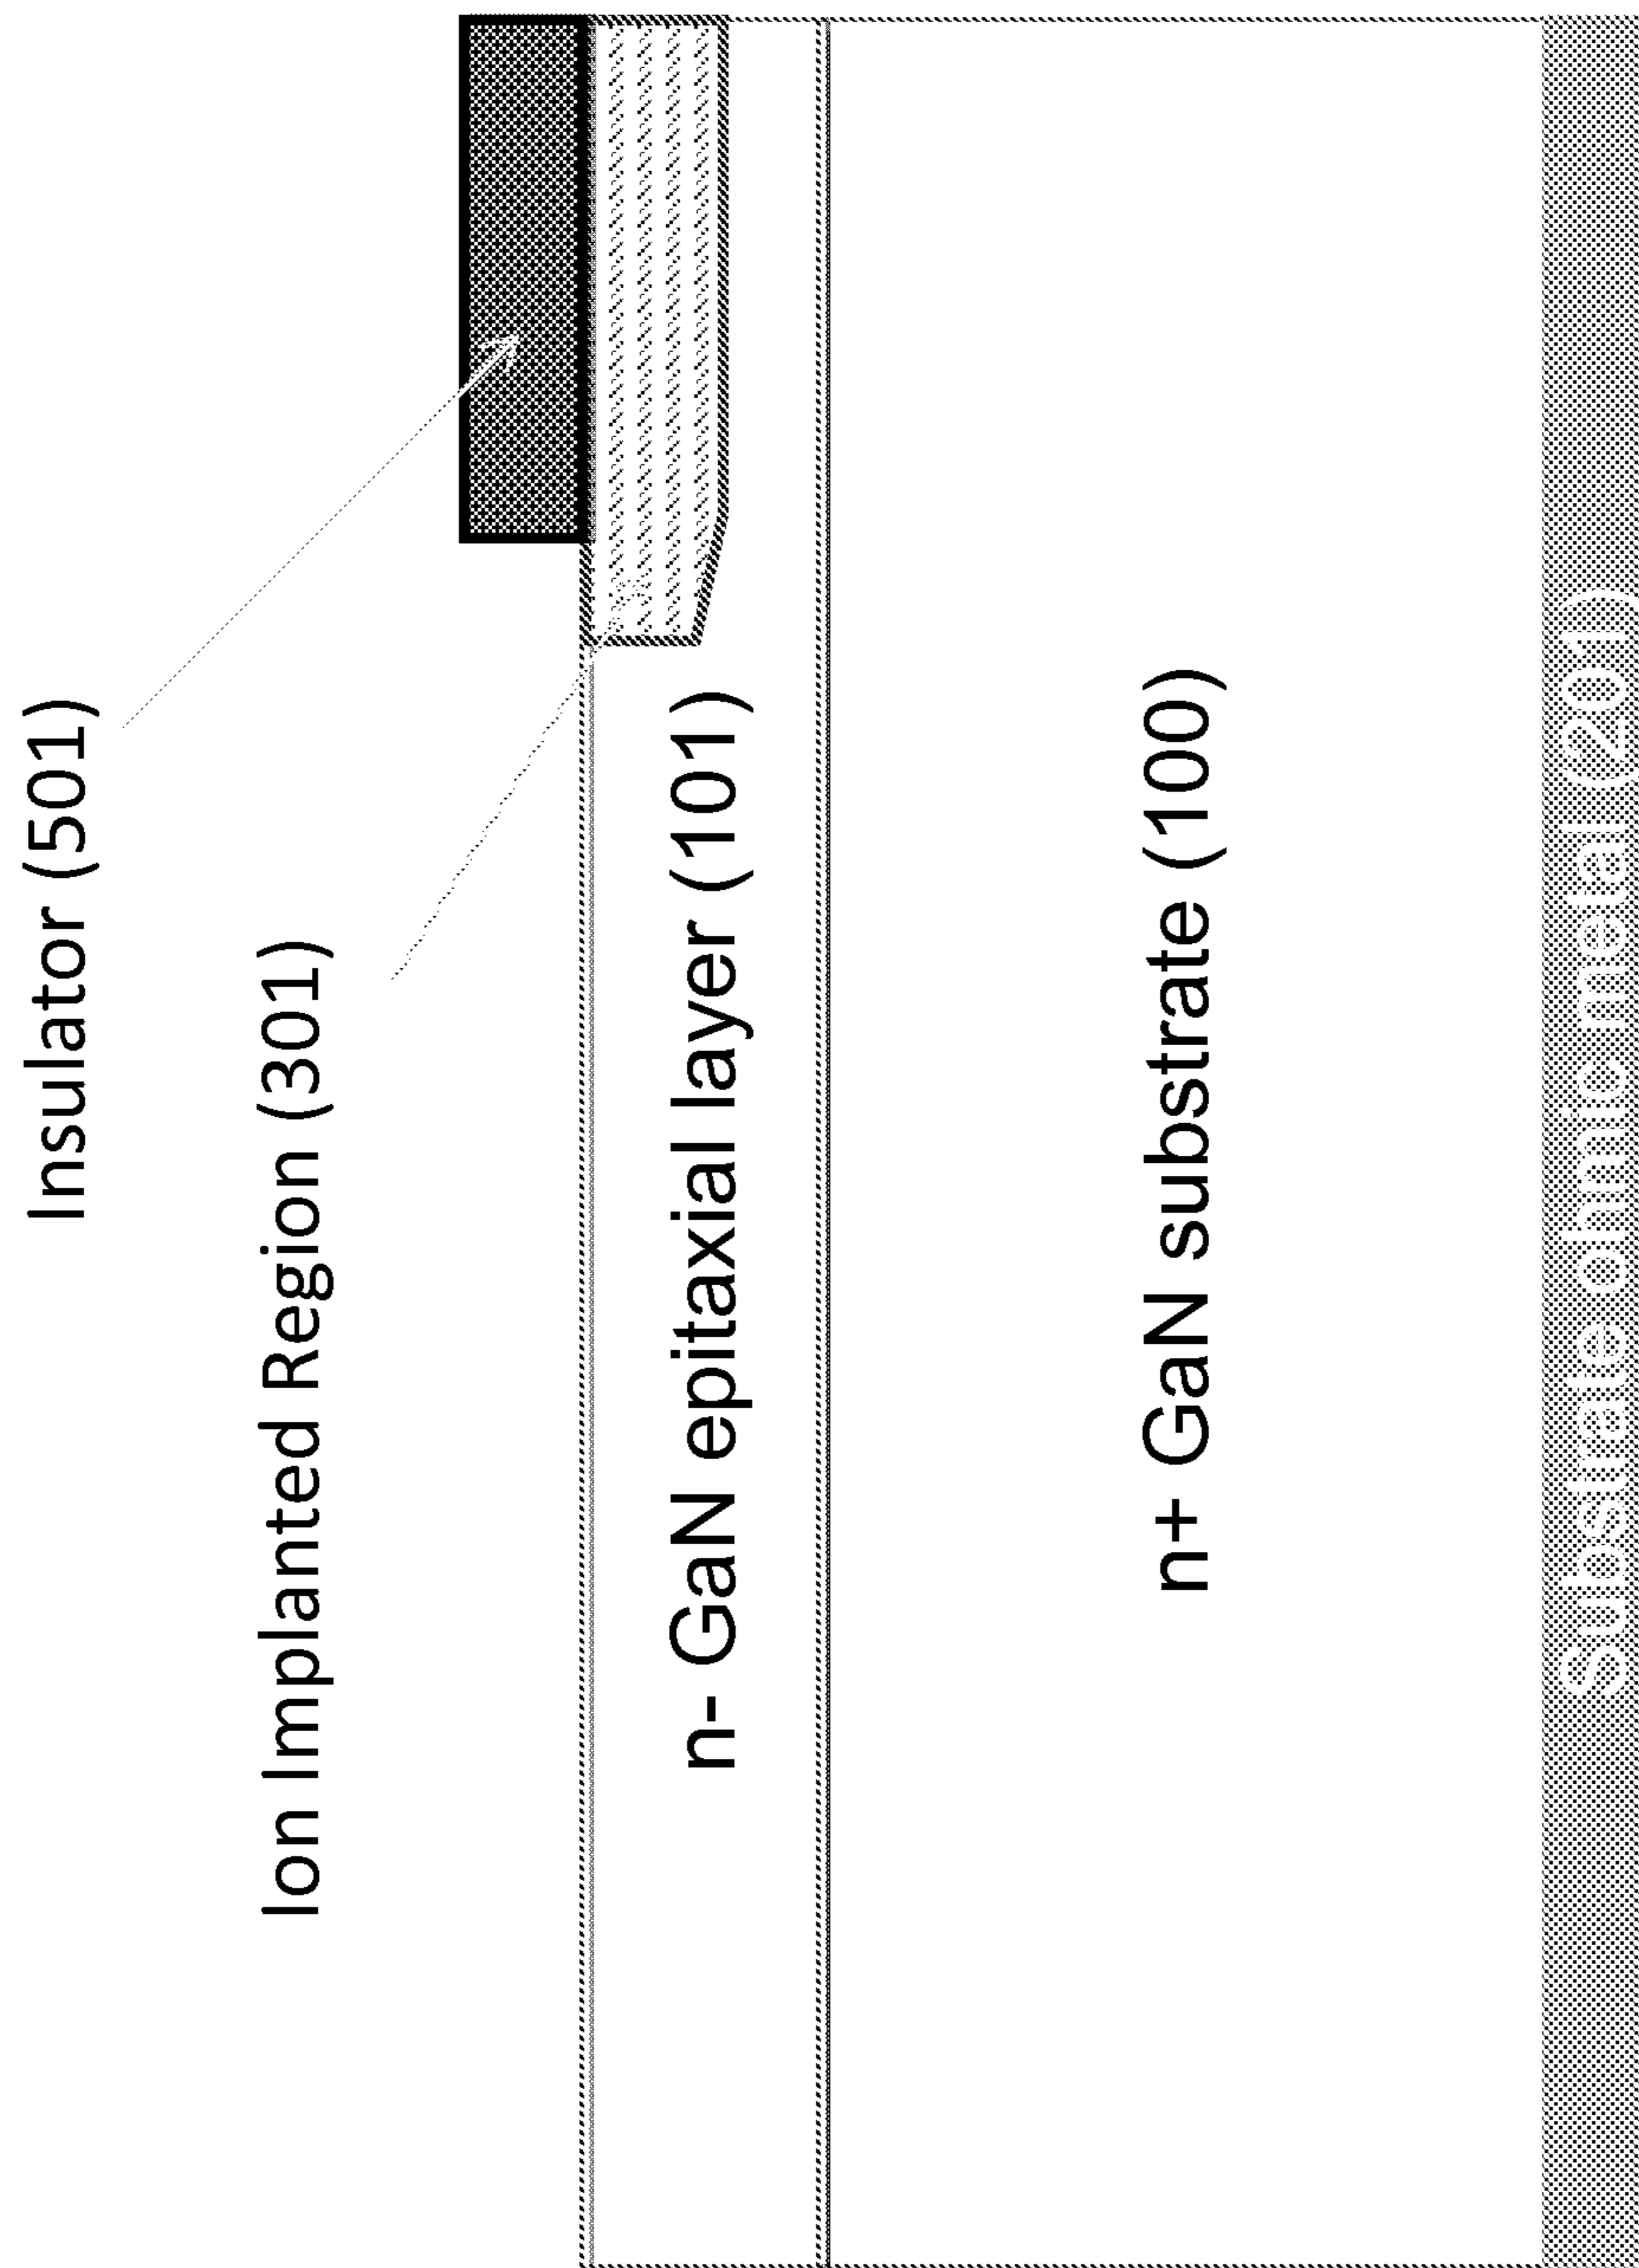 Insulator (501)
Ion Implanted Region (301)
n- GaN epitaxial layer (101)
n+ GaN substrate (100)
Substrate ohmic metal (201)